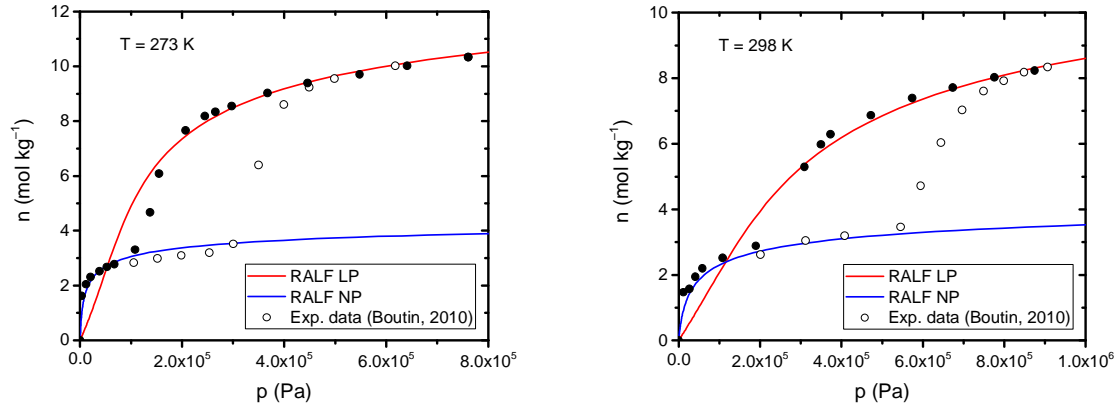 T = 273 K
n (mol kg⁻¹)
12
10
8
6
4
2
0
RALF LP
RALF NP
Exp. data (Boutin, 2010)
0.0
2.0x10⁵
4.0x10⁵
6.0x10⁵
8.0x10⁵
p (Pa)
T = 298 K
n (mol kg⁻¹)
10
8
6
4
2
0
RALF LP
RALF NP
Exp. data (Boutin, 2010)
0.0
2.0x10⁵
4.0x10⁵
6.0x10⁵
8.0x10⁵
1.0x10⁶
p (Pa)